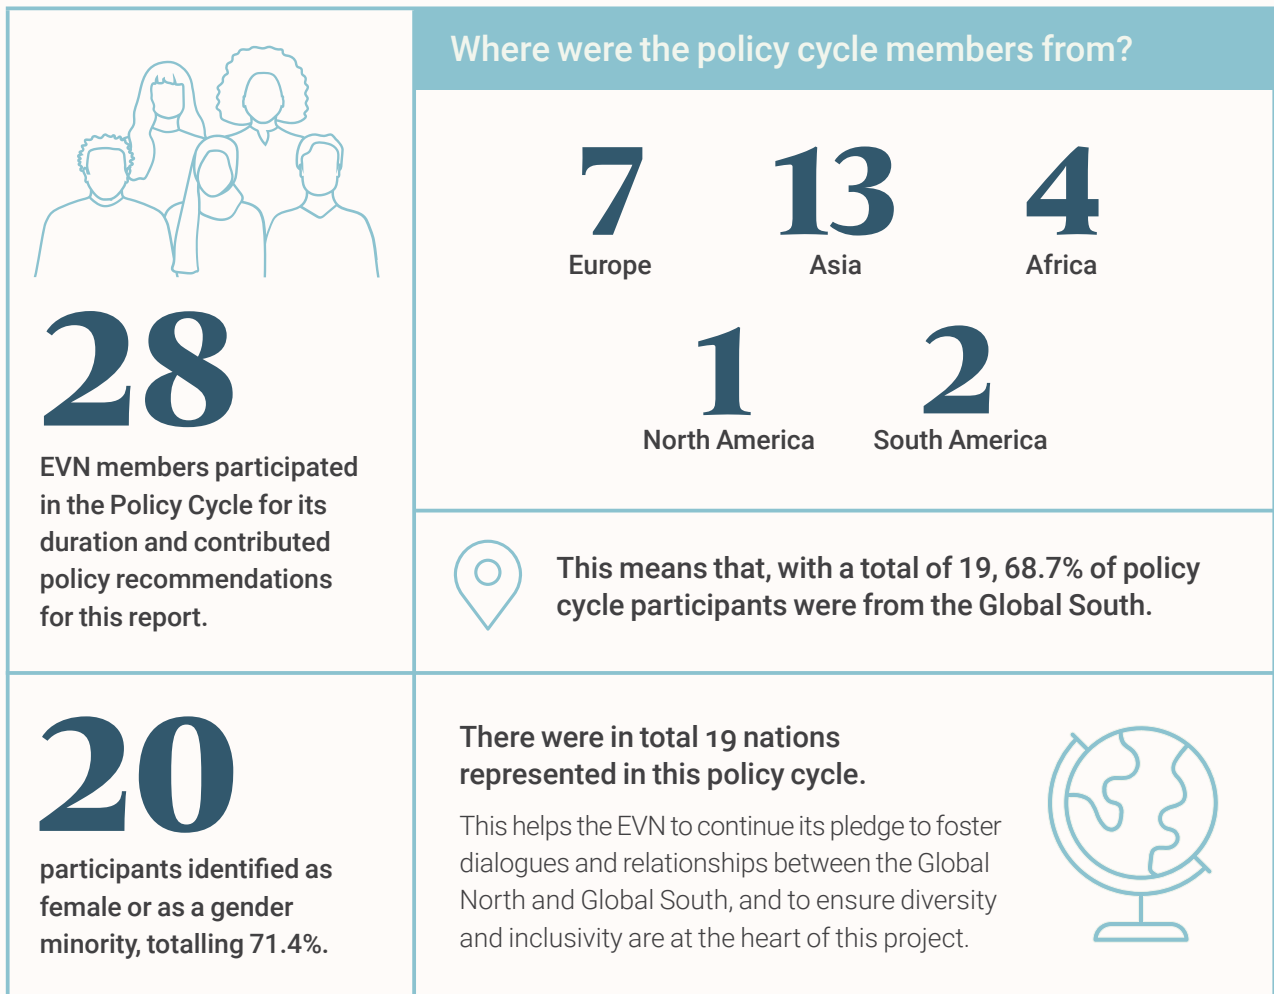 28
EVN members participated
in the Policy Cycle for its
duration and contributed
policy recommendations
for this report.
20
participants identified as
female or as a gender
minority, totalling 71.4%.
Where were the policy cycle members from?
7
Europe
13
Asia
4
Africa
1
North America
2
South America
This means that, with a total of 19, 68.7% of policy
cycle participants were from the Global South.
There were in total 19 nations
represented in this policy cycle.
This helps the EVN to continue its pledge to foster
dialogues and relationships between the Global
North and Global South, and to ensure diversity
and inclusivity are at the heart of this project.